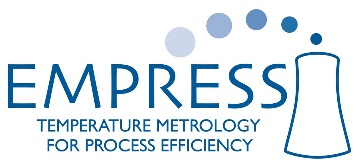 EMPRESS
TEMPERATURE METROLOGY
FOR PROCESS EFFICIENCY